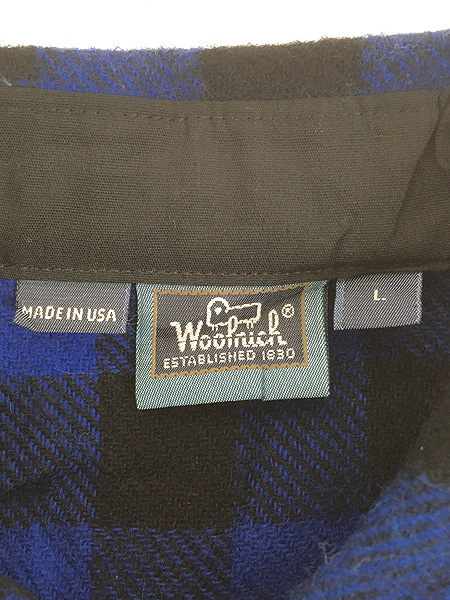 MADE IN USA
Woolrich®
ESTABLISHED 1830
L